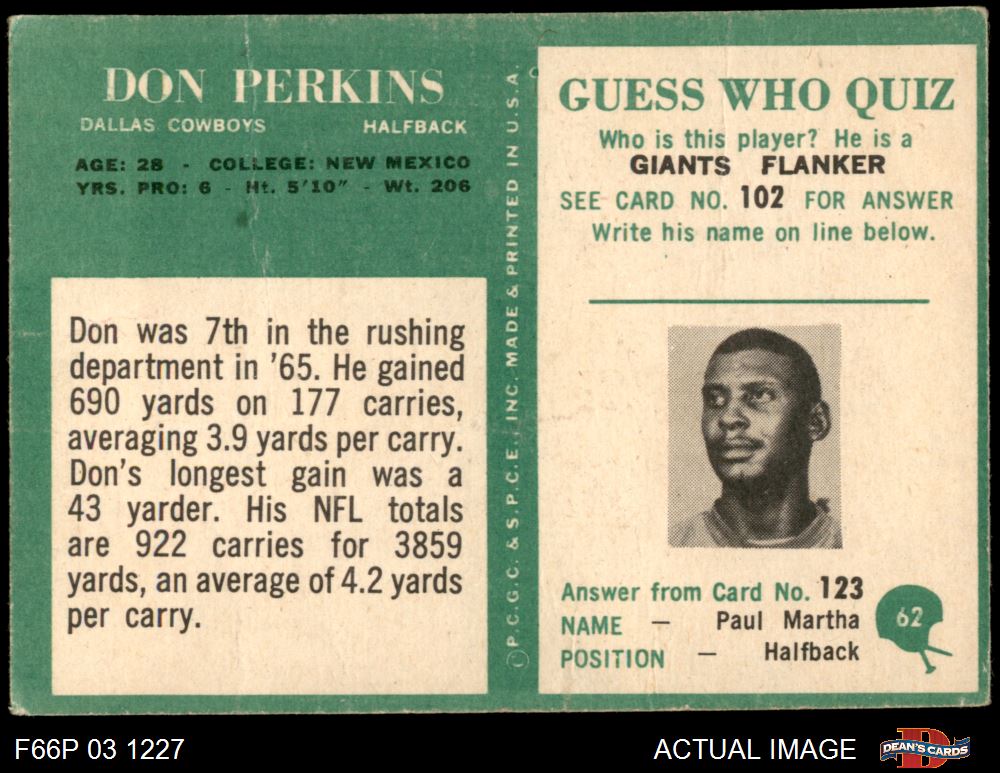 DON PERKINS
DALLAS COWBOYS HALFBACK
AGE: 28 - COLLEGE: NEW MEXICO
YRS. PRO: 6 - Ht. 5'10" - Wt. 206
Don was 7th in the rushing
department in '65. He gained
690 yards on 177 carries,
averaging 3.9 yards per carry.
Don's longest gain was a
43 yarder. His NFL totals
are 922 carries for 3859
yards, an average of 4.2 yards
per carry.
© P.C.G.C. & S.P.C.E., INC. MADE & PRINTED IN U.S.A.
GUESS WHO QUIZ
Who is this player? He is a
GIANTS FLANKER
SEE CARD NO. 102 FOR ANSWER
Write his name on line below.
Answer from Card No. 123
NAME — Paul Martha
POSITION — Halfback
62
F66P 03 1227
ACTUAL IMAGE
DEAN'S CARDS